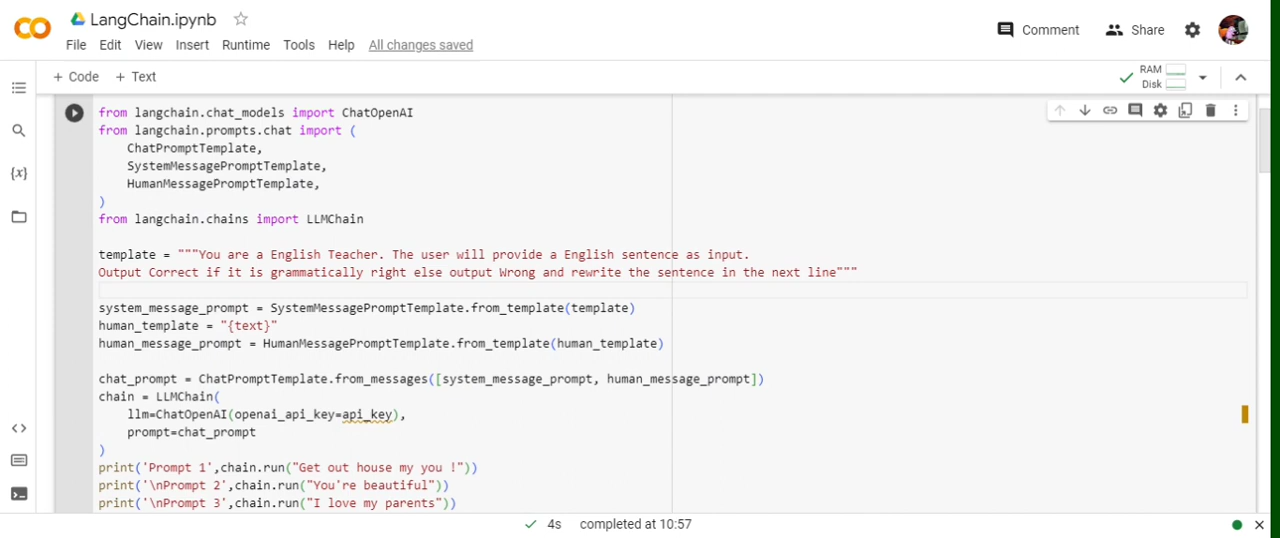 LangChain.ipynb
Comment
Share
File Edit View Insert Runtime Tools Help All changes saved
+ Code + Text
RAM
Disk
from langchain.chat_models import ChatOpenAI
from langchain.prompts.chat import (
ChatPromptTemplate,
SystemMessagePromptTemplate,
HumanMessagePromptTemplate,
)
from langchain.chains import LLMChain
template = """You are a English Teacher. The user will provide a English sentence as input.
Output Correct if it is grammatically right else output Wrong and rewrite the sentence in the next line"""
system_message_prompt = SystemMessagePromptTemplate.from_template(template)
human_template = "{text}"
human_message_prompt = HumanMessagePromptTemplate.from_template(human_template)
chat_prompt = ChatPromptTemplate.from_messages([system_message_prompt, human_message_prompt])
chain = LLMChain(
llm=ChatOpenAI(openai_api_key=api_key),
prompt=chat_prompt
)
print('Prompt 1',chain.run("Get out house my you !"))
print('\nPrompt 2',chain.run("You're beautiful"))
print('\nPrompt 3',chain.run("I love my parents"))
4s completed at 10:57